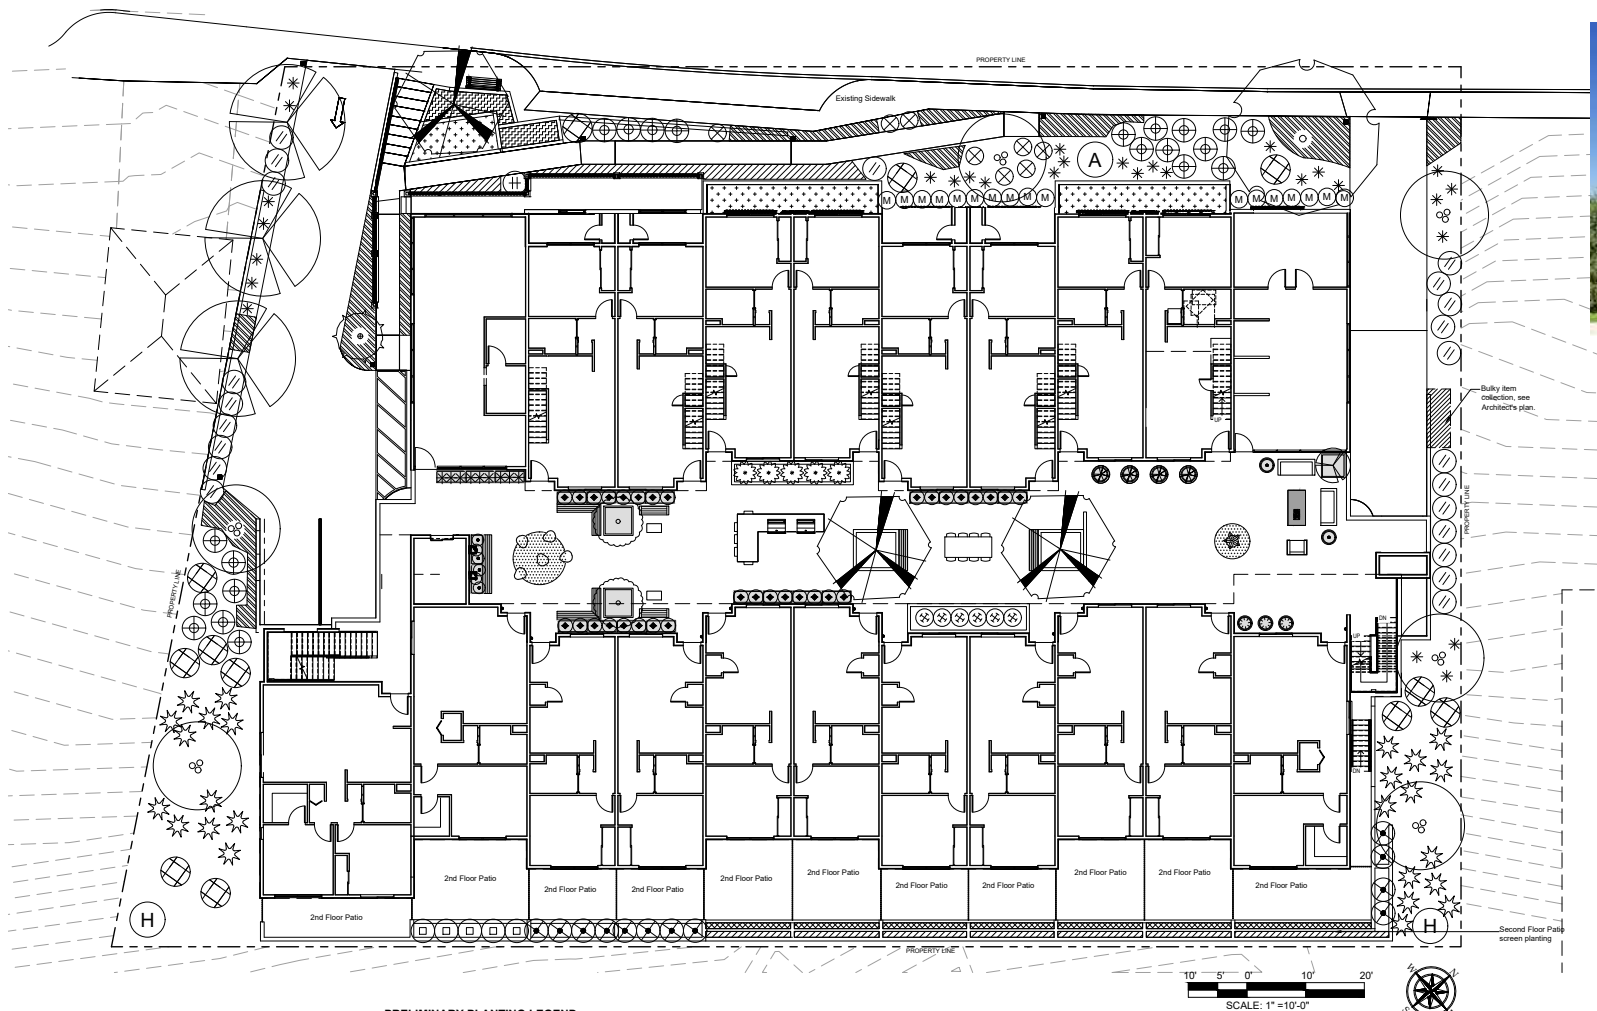 PROPERTY LINE
Existing Sidewalk
A
M M M M M M M M M M
M M M M M M M
UP
Bulky item
collection, see
Architect's plan.
PROPERTY LINE
PROPERTY LINE
UP
DN
DN
2nd Floor Patio
2nd Floor Patio
2nd Floor Patio
2nd Floor Patio
2nd Floor Patio
2nd Floor Patio
2nd Floor Patio
2nd Floor Patio
2nd Floor Patio
2nd Floor Patio
2nd Floor Patio
H
H
Second Floor Patio
screen planting
PROPERTY LINE
10' 5' 0' 10' 20'
SCALE: 1" =10'-0"
W N